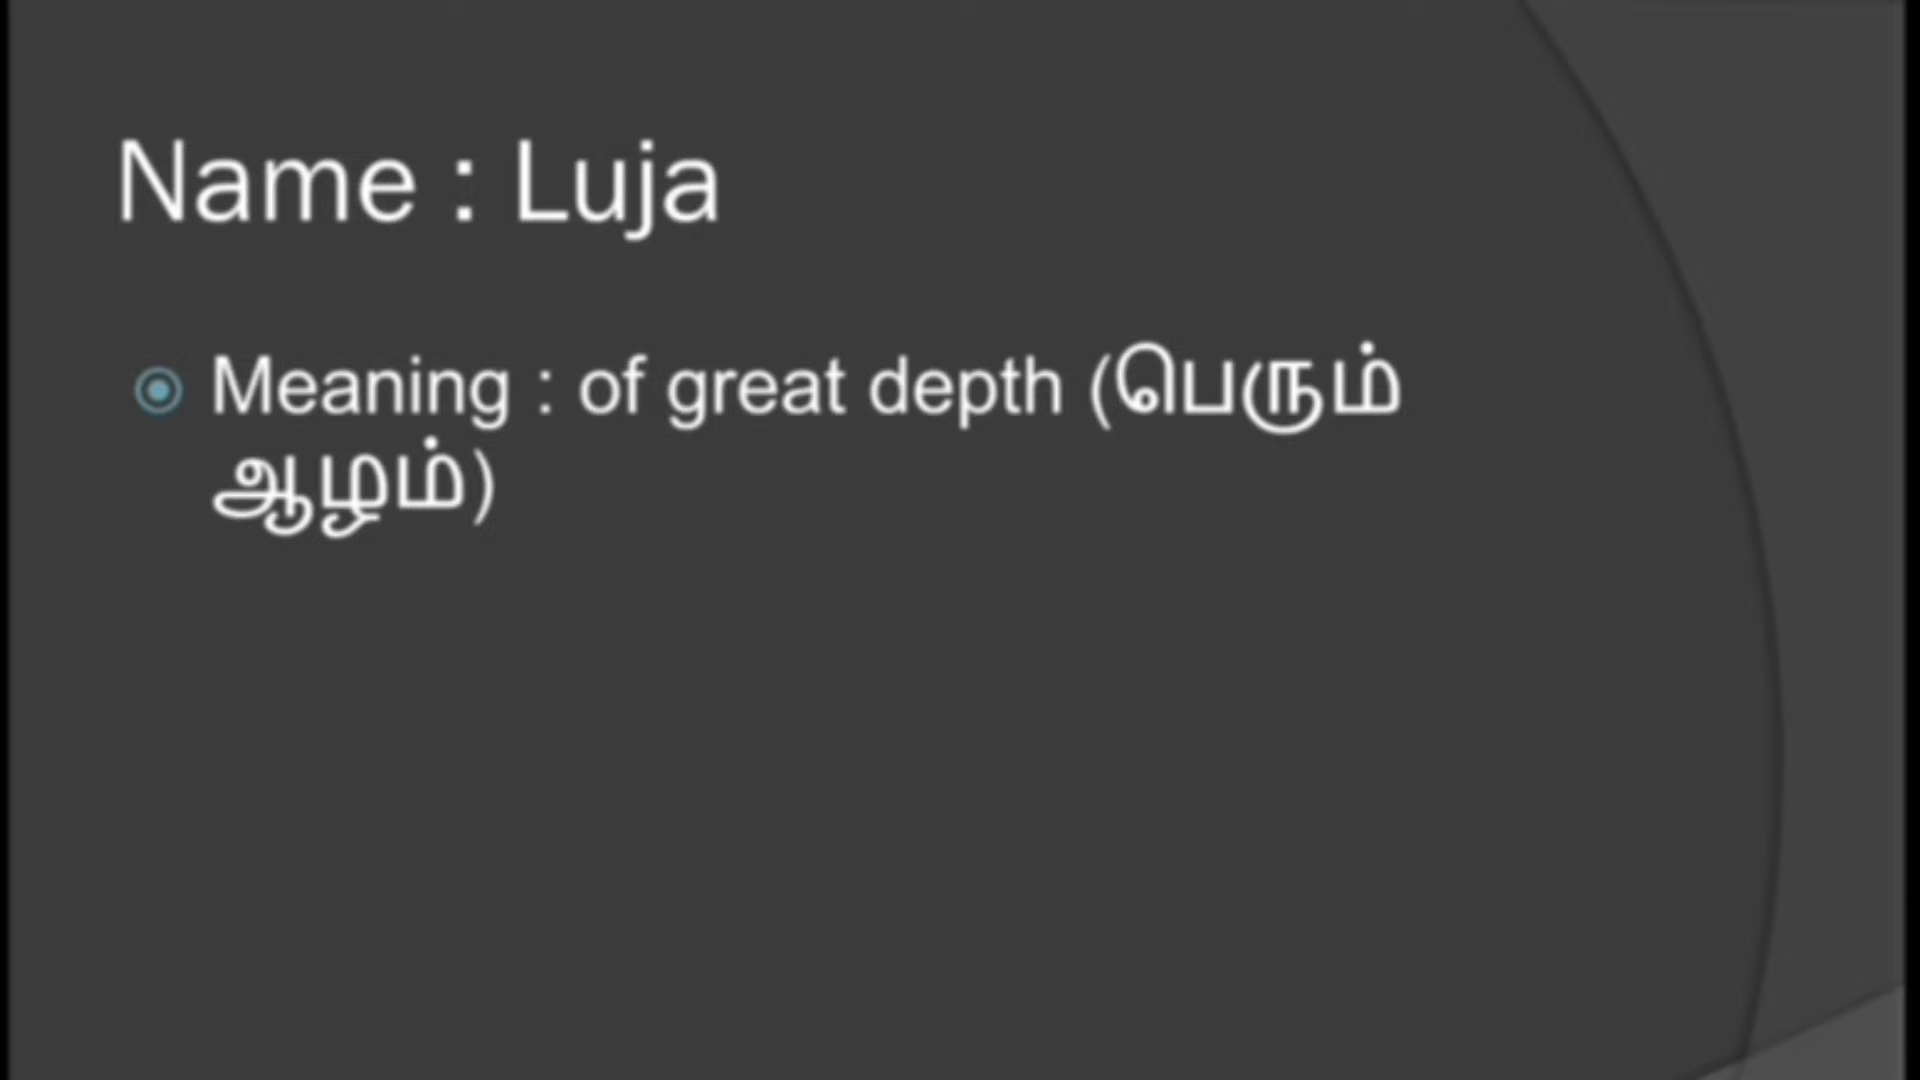 Name : Luja
Meaning : of great depth (பெரும்
ஆழம்)